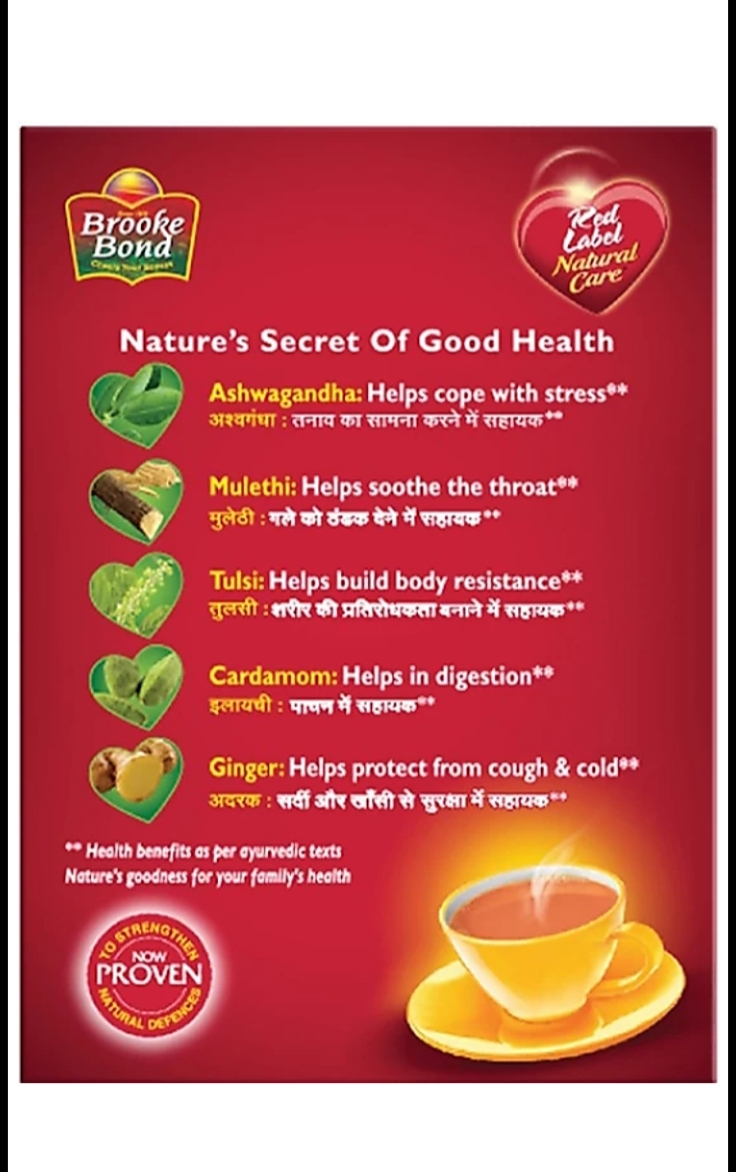 Brooke
Bond
Red
Label
Natural
Care
Nature's Secret Of Good Health
Ashwagandha: Helps cope with stress**
अश्वगंधा : तनाव का सामना करने में सहायक**
Mulethi: Helps soothe the throat**
मुलेठी : गले को ठंडक देने में सहायक**
Tulsi: Helps build body resistance**
तुलसी : शरीर की प्रतिरोधकता बनाने में सहायक**
Cardamom: Helps in digestion**
इलायची : पाचन में सहायक**
Ginger: Helps protect from cough & cold**
अदरक : सर्दी और खाँसी से सुरक्षा में सहायक**
** Health benefits as per ayurvedic texts
Nature's goodness for your family's health
TO STRENGTHEN
NOW
PROVEN
NATURAL DEFENCES